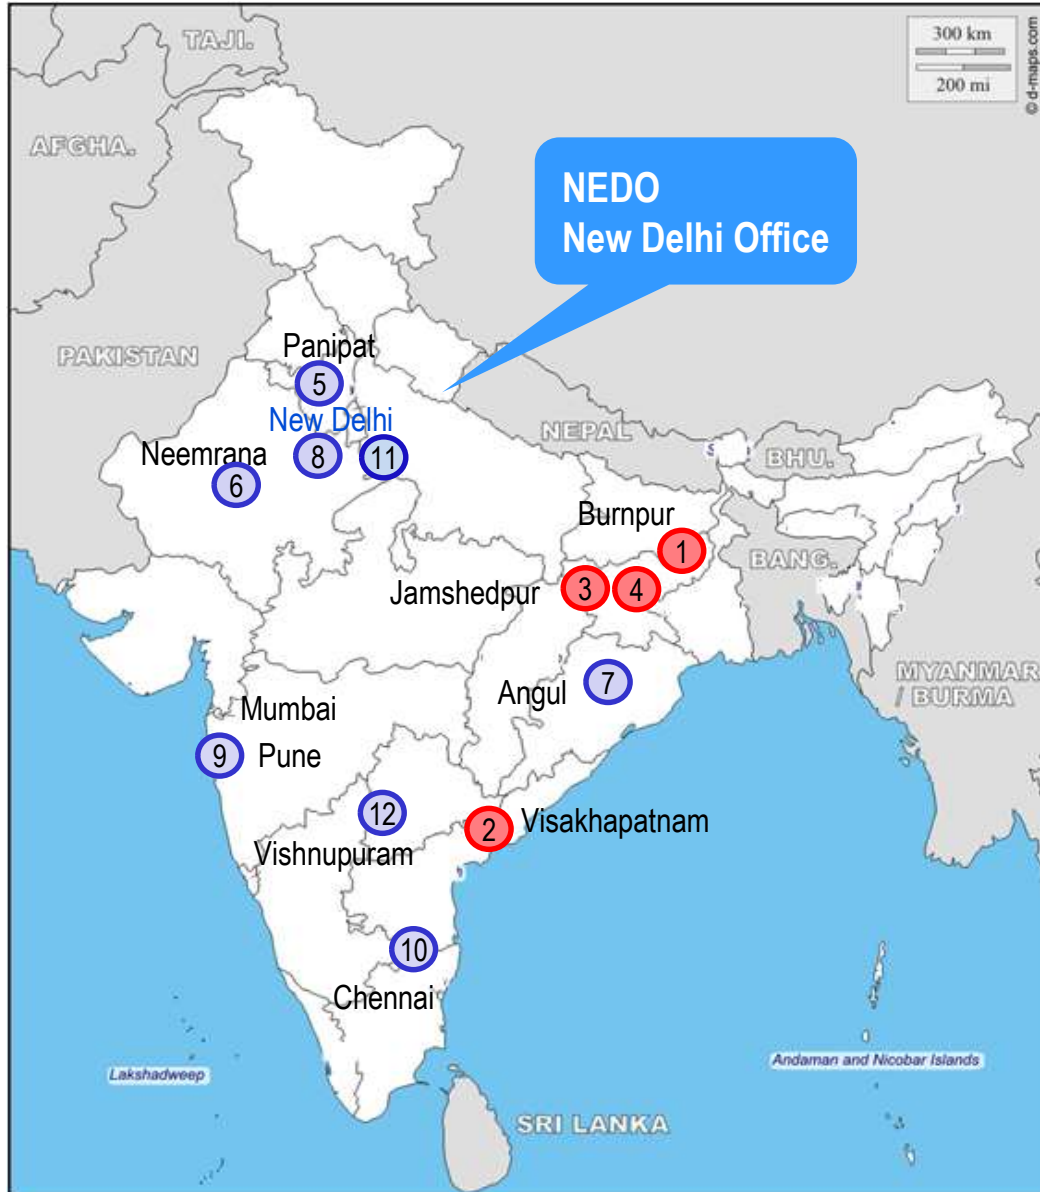 TAJI.
300 km
200 mi
© d-maps.com
AFGHA.
NEDO
New Delhi Office
PAKISTAN
Panipat
5
New Delhi
NEPAL
Neemrana
8
11
S
BHU.
6
Burnpur
1
BANG.
Jamshedpur
3
4
MYANMAR
/ BURMA
Angul
7
Mumbai
9
Pune
12
2
Visakhapatnam
Vishnupuram
10
Chennai
Lakshadweep
Andaman and Nicobar Islands
SRI LANKA